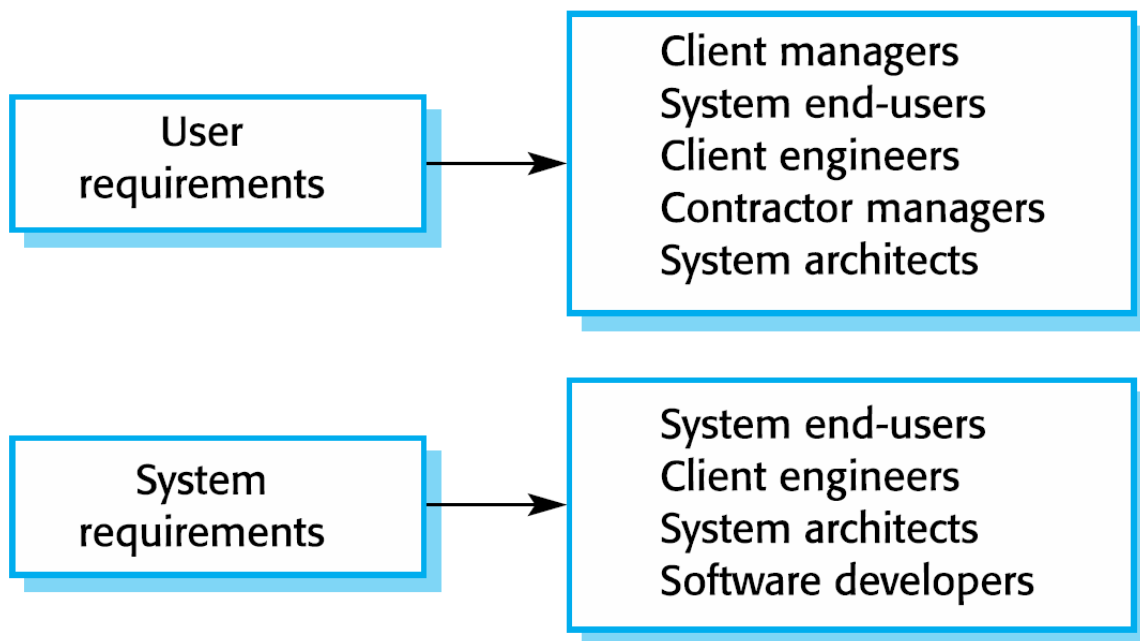 User
requirements
Client managers
System end-users
Client engineers
Contractor managers
System architects
System
requirements
System end-users
Client engineers
System architects
Software developers